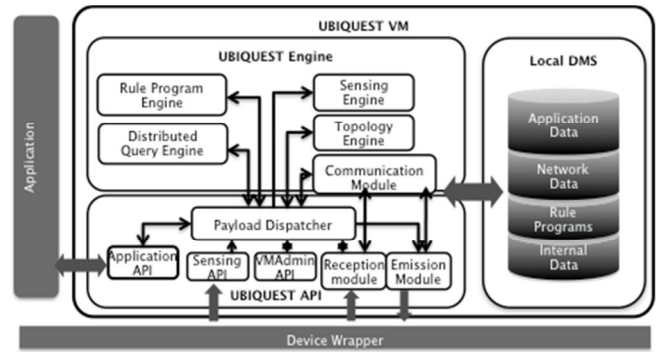 UBIQUEST VM
Application
UBIQUEST Engine
Rule Program
Engine
Sensing
Engine
Distributed
Query Engine
Topology
Engine
Communication
Module
Local DMS
Application
Data
Network
Data
Rule
Programs
Internal
Data
Payload Dispatcher
Application
API
Sensing
API
VMAdmin
API
Reception
module
Emission
Module
UBIQUEST API
Device Wrapper